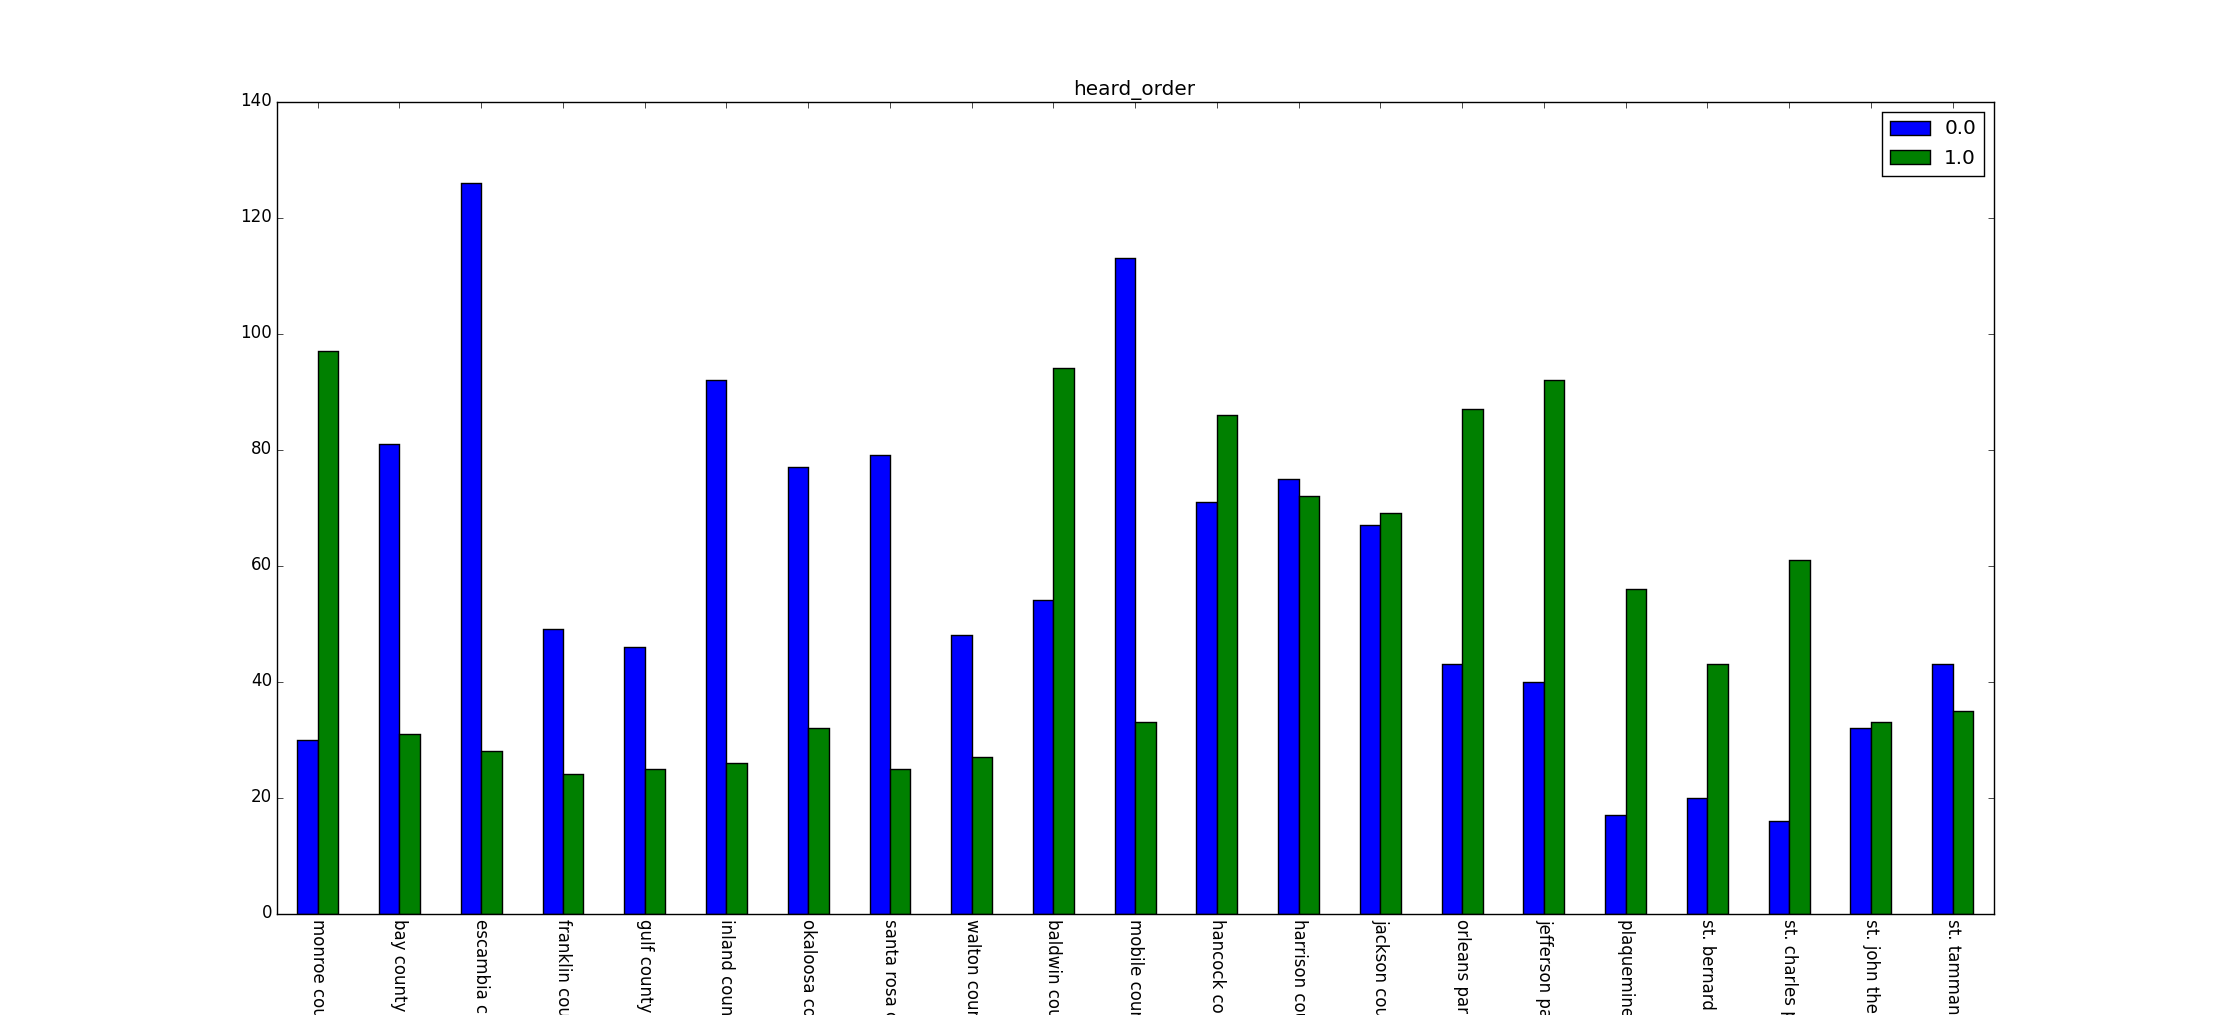 heard_order
0.0
1.0
140
120
100
80
60
40
20
0
monroe cou
bay county
escambia c
franklin cou
gulf county
inland coun
okaloosa co
santa rosa c
walton coun
baldwin cou
mobile coun
hancock co
harrison cou
jackson cou
orleans par
jefferson pa
plaquemine
st. bernard
st. charles p
st. john the
st. tamman